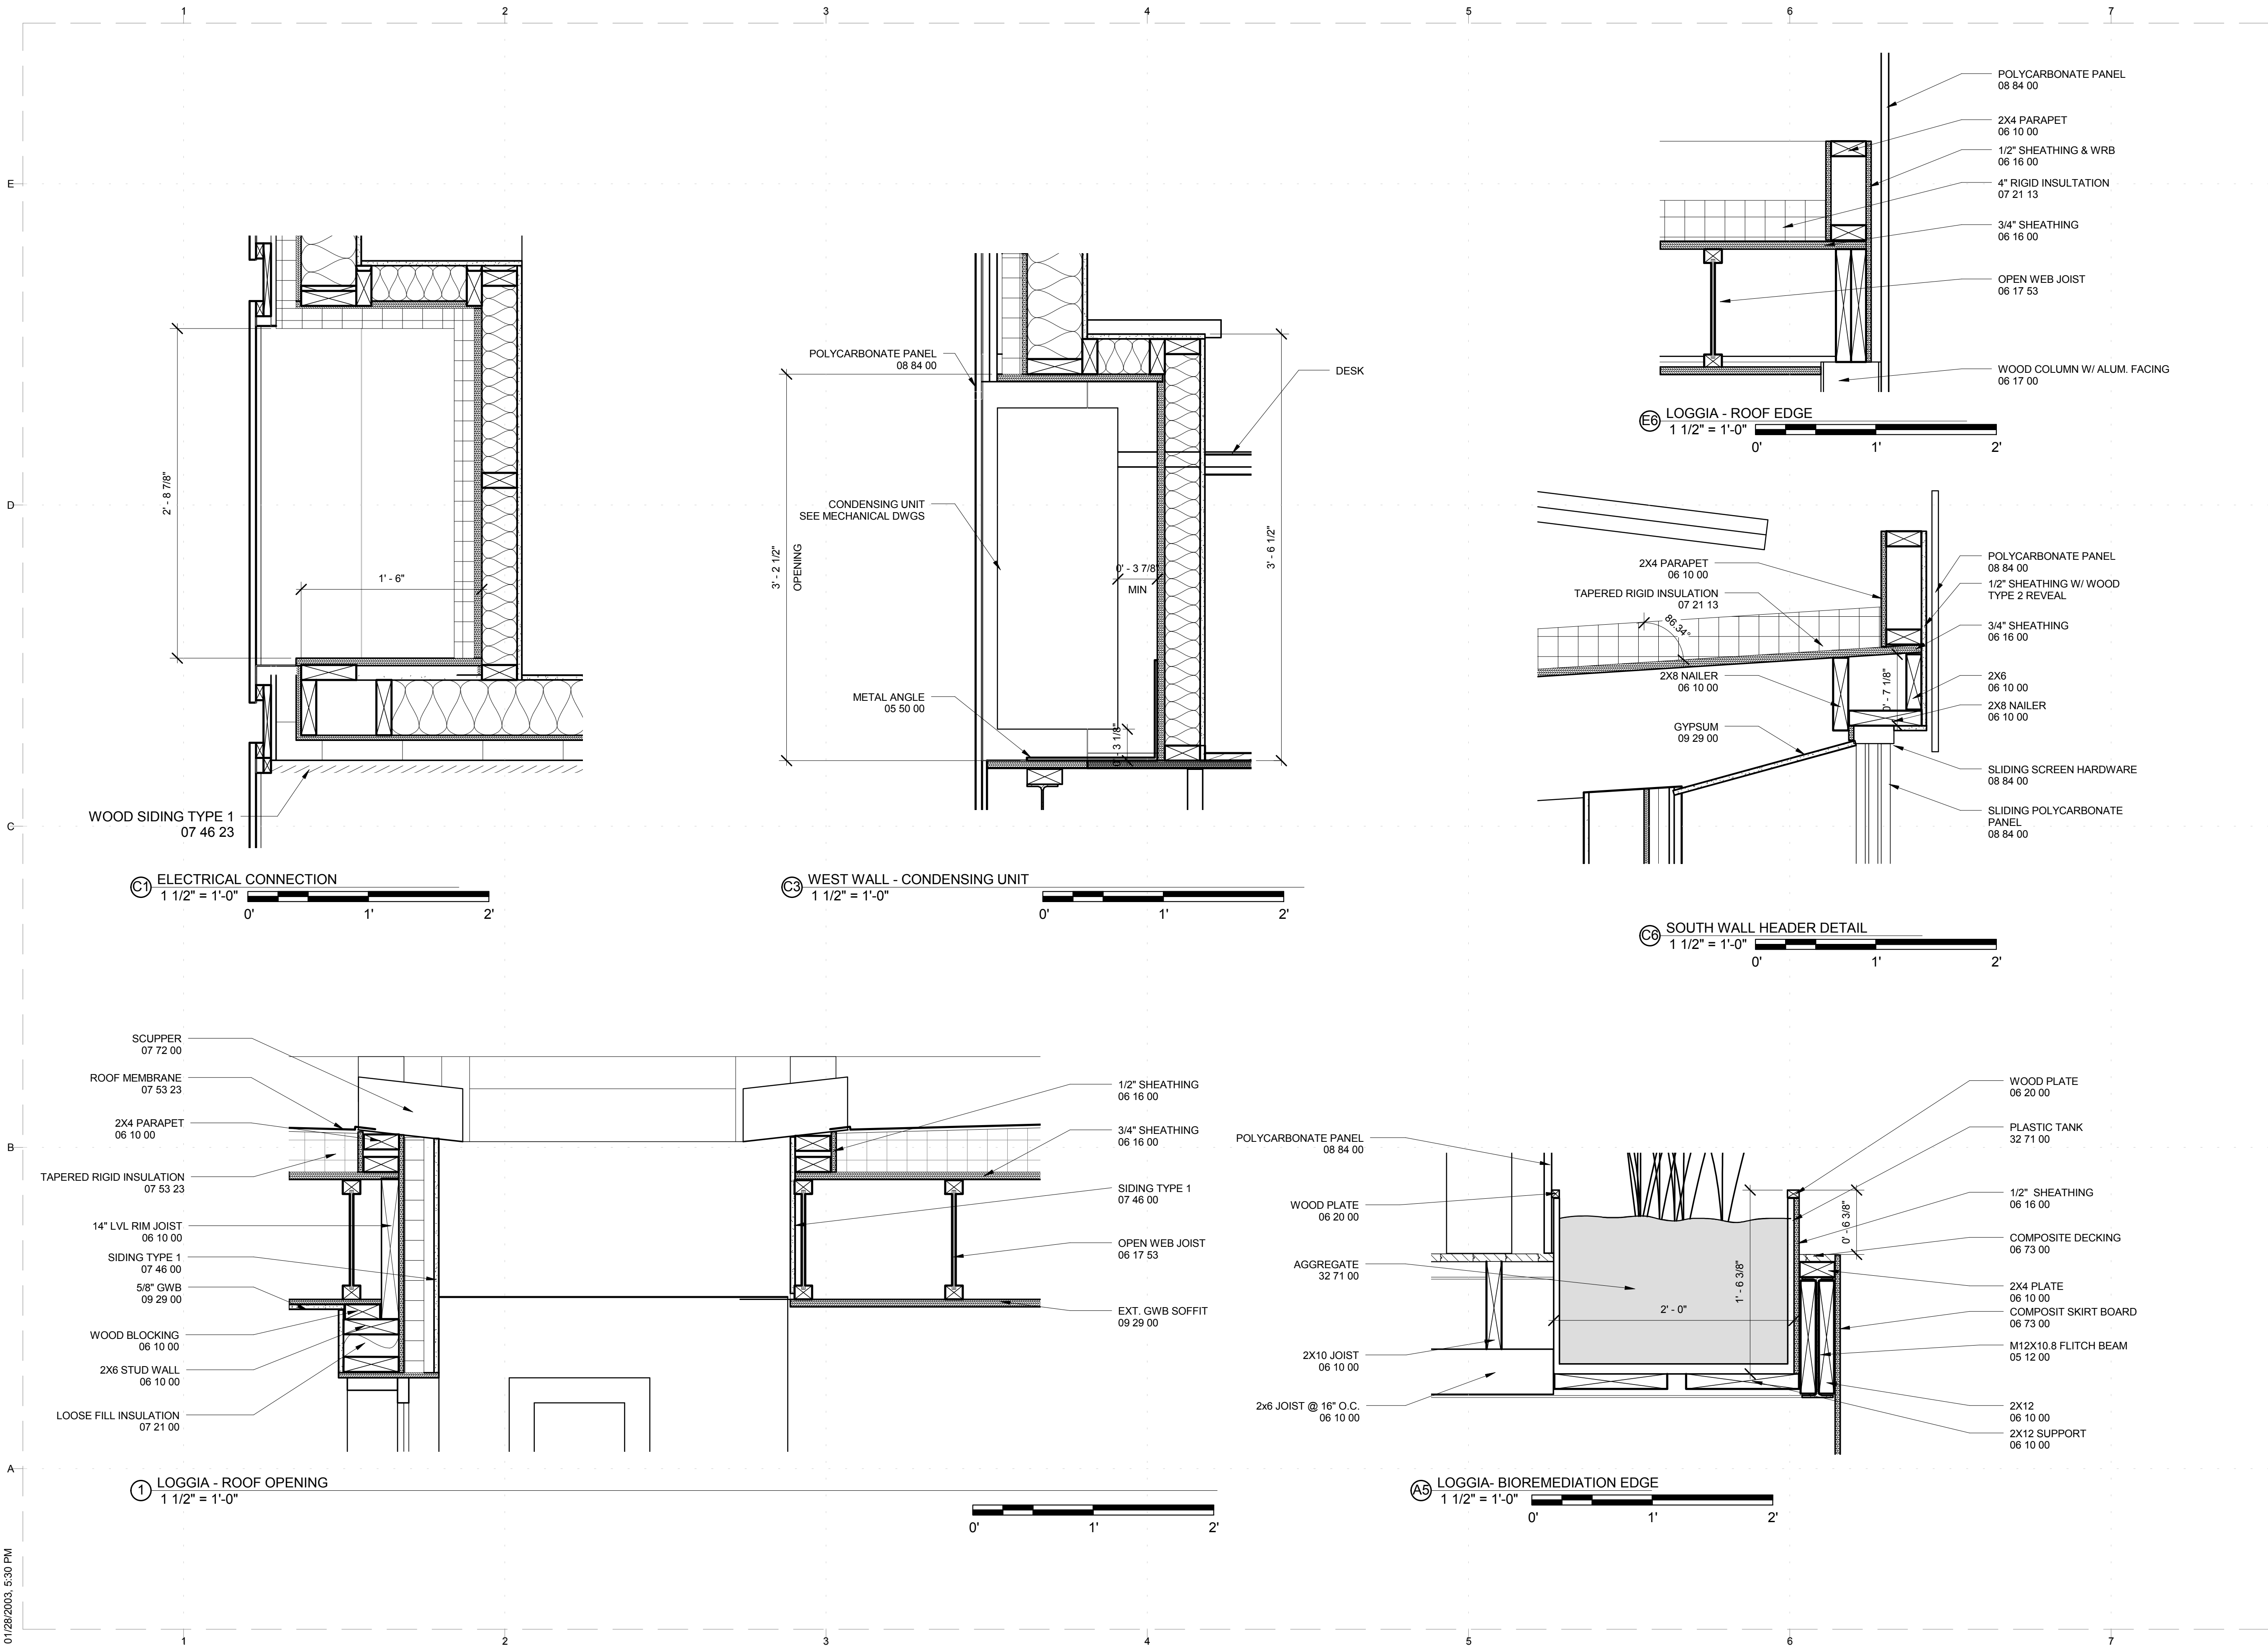 1 2 3 4 5 6 7
E
D
C
B
A
POLYCARBONATE PANEL
08 84 00
2X4 PARAPET
06 10 00
1/2" SHEATHING & WRB
06 16 00
4" RIGID INSULTATION
07 21 13
3/4" SHEATHING
06 16 00
OPEN WEB JOIST
06 17 53
WOOD COLUMN W/ ALUM. FACING
06 17 00
E6 LOGGIA - ROOF EDGE
1 1/2" = 1'-0"
0' 1' 2'
2' - 8 7/8"
1' - 6"
WOOD SIDING TYPE 1
07 46 23
C1 ELECTRICAL CONNECTION
1 1/2" = 1'-0"
0' 1' 2'
POLYCARBONATE PANEL
08 84 00
DESK
CONDENSING UNIT
SEE MECHANICAL DWGS
3' - 2 1/2"
OPENING
0' - 3 7/8"
MIN
3' - 6 1/2"
METAL ANGLE
05 50 00
0' - 3 1/8"
C3 WEST WALL - CONDENSING UNIT
1 1/2" = 1'-0"
0' 1' 2'
2X4 PARAPET
06 10 00
TAPERED RIGID INSULATION
07 21 13
86.34°
2X8 NAILER
06 10 00
GYPSUM
09 29 00
0' - 7 1/8"
POLYCARBONATE PANEL
08 84 00
1/2" SHEATHING W/ WOOD
TYPE 2 REVEAL
3/4" SHEATHING
06 16 00
2X6
06 10 00
2X8 NAILER
06 10 00
SLIDING SCREEN HARDWARE
08 84 00
SLIDING POLYCARBONATE
PANEL
08 84 00
C6 SOUTH WALL HEADER DETAIL
1 1/2" = 1'-0"
0' 1' 2'
SCUPPER
07 72 00
ROOF MEMBRANE
07 53 23
2X4 PARAPET
06 10 00
TAPERED RIGID INSULATION
07 53 23
14" LVL RIM JOIST
06 10 00
SIDING TYPE 1
07 46 00
5/8" GWB
09 29 00
WOOD BLOCKING
06 10 00
2X6 STUD WALL
06 10 00
LOOSE FILL INSULATION
07 21 00
1/2" SHEATHING
06 16 00
3/4" SHEATHING
06 16 00
SIDING TYPE 1
07 46 00
OPEN WEB JOIST
06 17 53
EXT. GWB SOFFIT
09 29 00
1 LOGGIA - ROOF OPENING
1 1/2" = 1'-0"
0' 1' 2'
POLYCARBONATE PANEL
08 84 00
WOOD PLATE
06 20 00
AGGREGATE
32 71 00
2X10 JOIST
06 10 00
2x6 JOIST @ 16" O.C.
06 10 00
2' - 0"
1' - 6 3/8"
0' - 6 3/8"
WOOD PLATE
06 20 00
PLASTIC TANK
32 71 00
1/2"  SHEATHING
06 16 00
COMPOSITE DECKING
06 73 00
2X4 PLATE
06 10 00
COMPOSIT SKIRT BOARD
06 73 00
M12X10.8 FLITCH BEAM
05 12 00
2X12
06 10 00
2X12 SUPPORT
06 10 00
A5 LOGGIA- BIOREMEDIATION EDGE
1 1/2" = 1'-0"
0' 1' 2'
01/28/2003, 5:30 PM
1 2 3 4 5 6 7